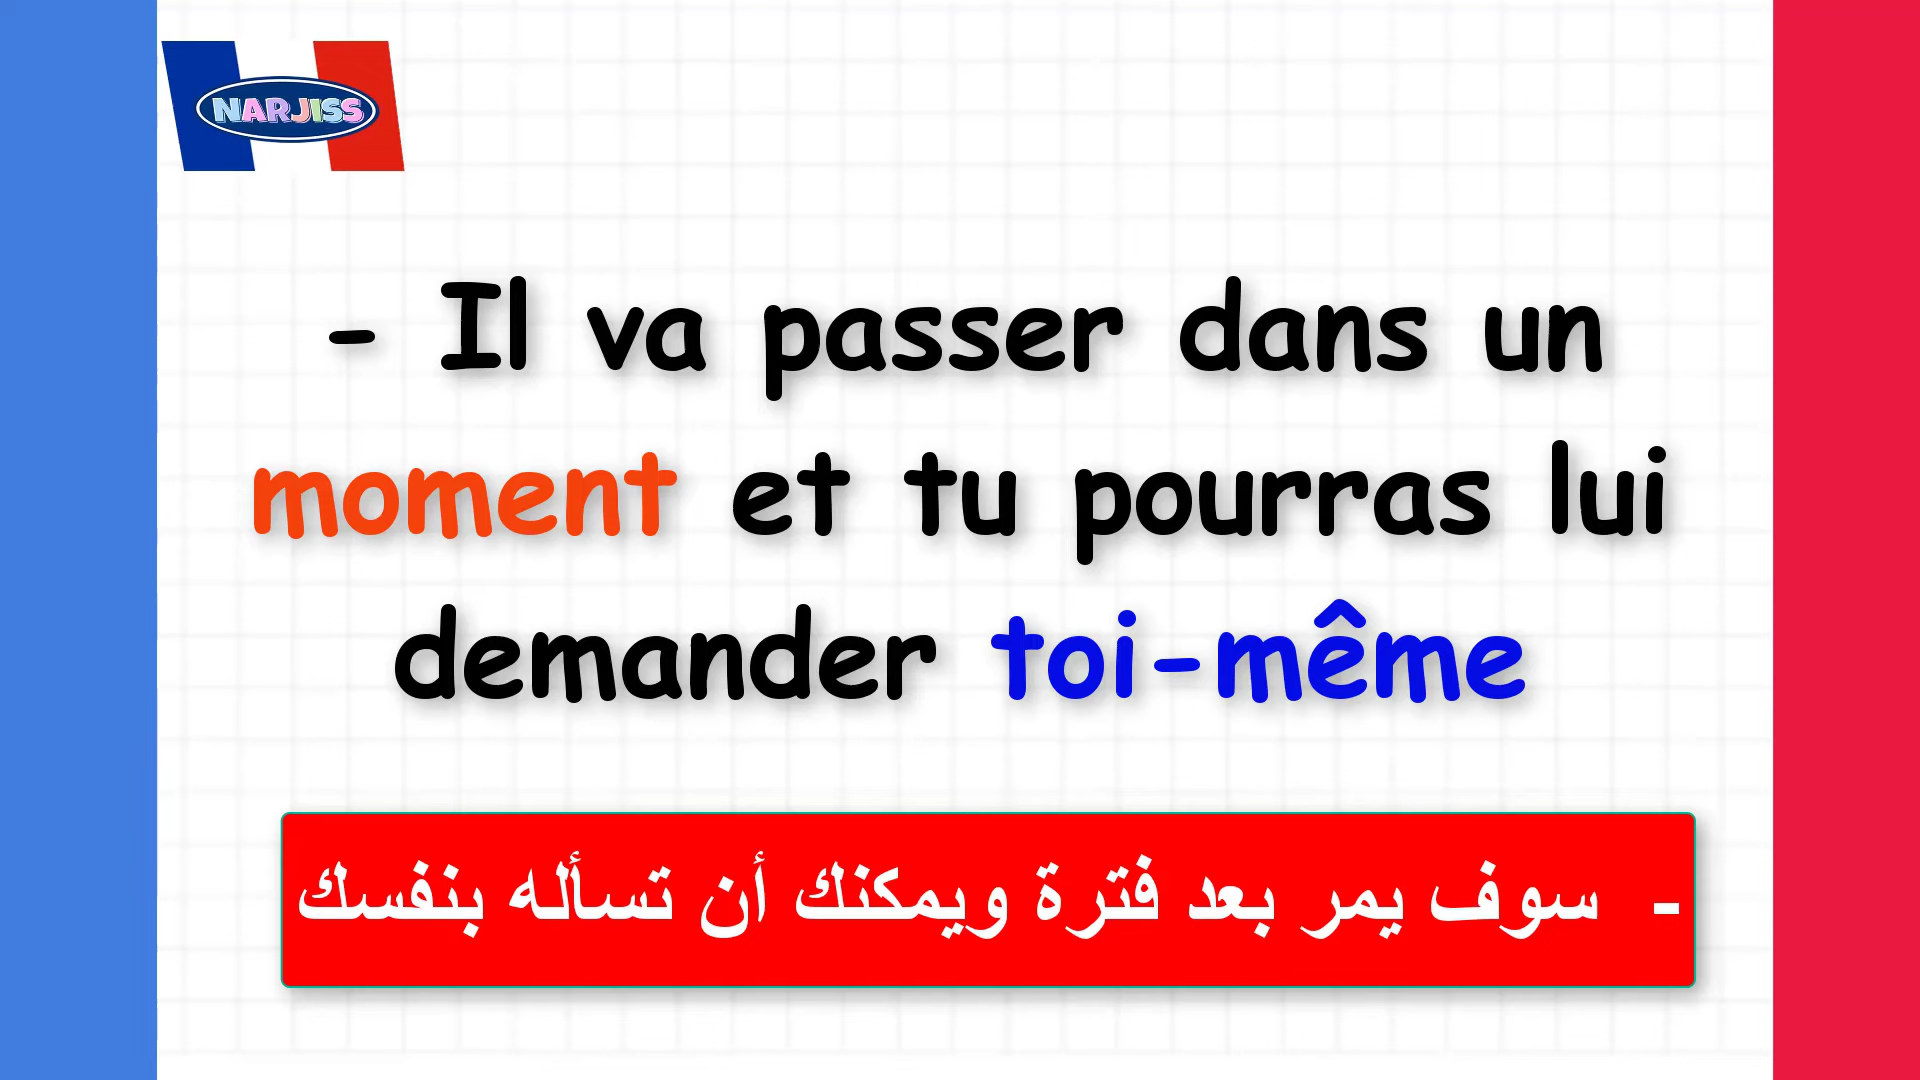 NARJISS
- Il va passer dans un
moment et tu pourras lui
demander toi-même
- سوف يمر بعد فترة ويمكنك أن تسأله بنفسك